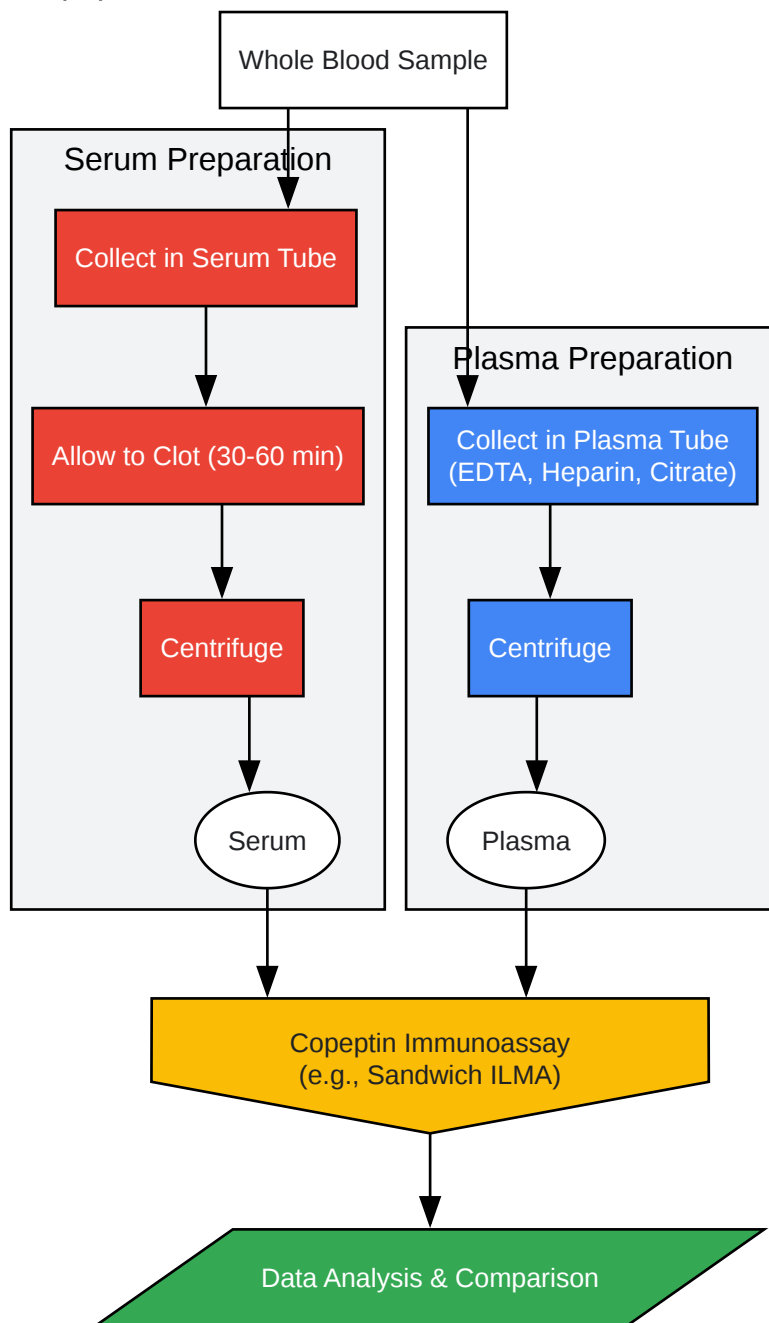 Whole Blood Sample
Serum Preparation
Collect in Serum Tube
Allow to Clot (30-60 min)
Centrifuge
Serum
Plasma Preparation
Collect in Plasma Tube
(EDTA, Heparin, Citrate)
Centrifuge
Plasma
Copeptin Immunoassay
(e.g., Sandwich ILMA)
Data Analysis & Comparison